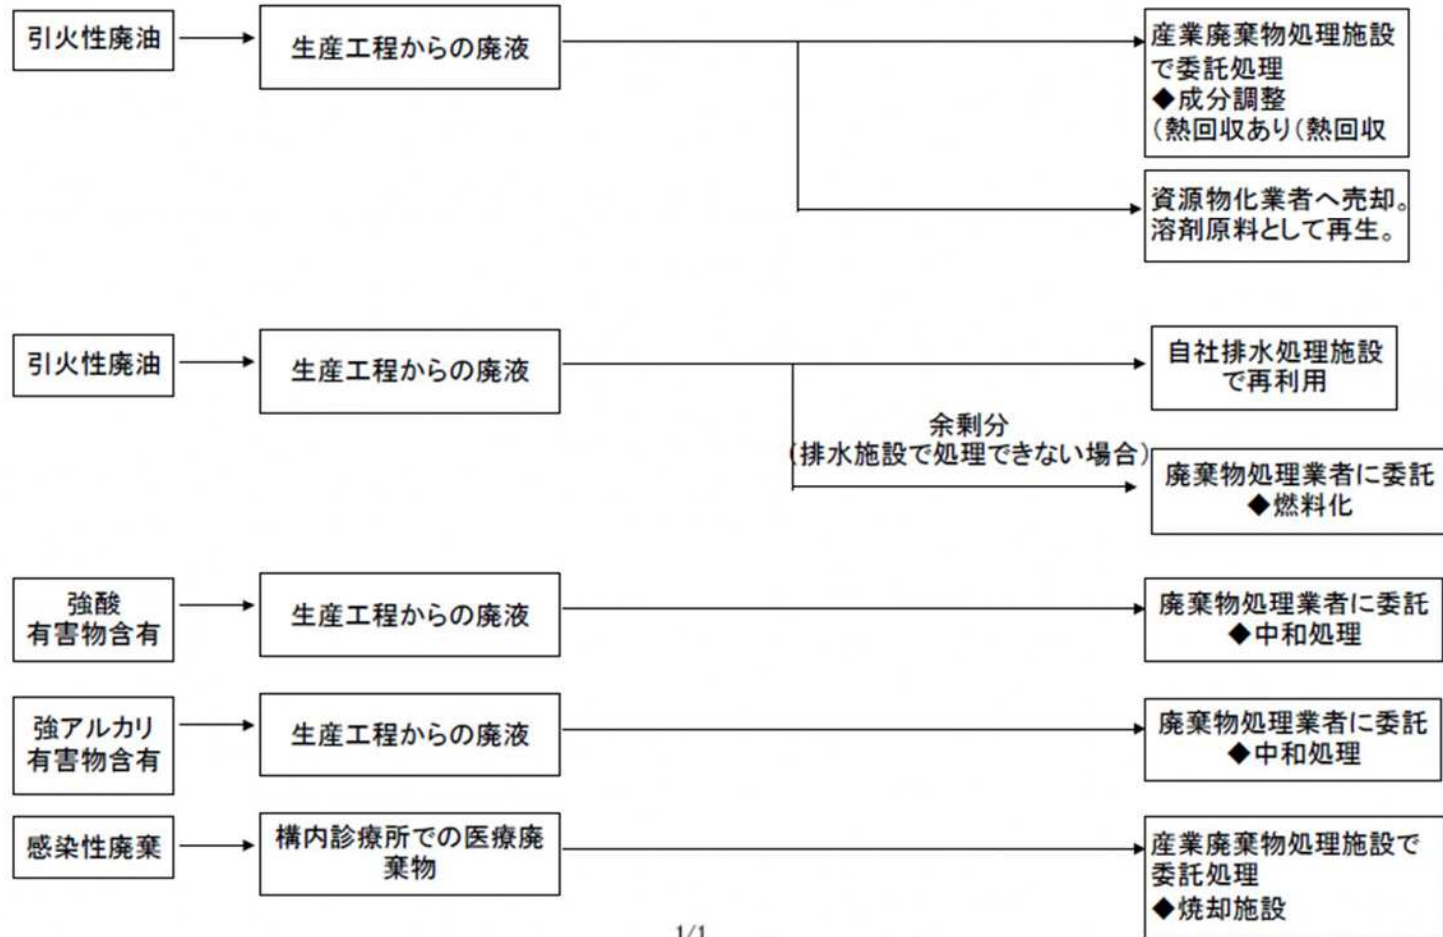 引火性廃油
生産工程からの廃液
産業廃棄物処理施設
で委託処理
◆成分調整
(熱回収あり(熱回収
資源物化業者へ売却。
溶剤原料として再生。
引火性廃油
生産工程からの廃液
自社排水処理施設
で再利用
余剰分
(排水施設で処理できない場合)
廃棄物処理業者に委託
◆燃料化
強酸
有害物含有
生産工程からの廃液
廃棄物処理業者に委託
◆中和処理
強アルカリ
有害物含有
生産工程からの廃液
廃棄物処理業者に委託
◆中和処理
感染性廃棄
構内診療所での医療廃
棄物
産業廃棄物処理施設で
委託処理
◆焼却施設
1/1